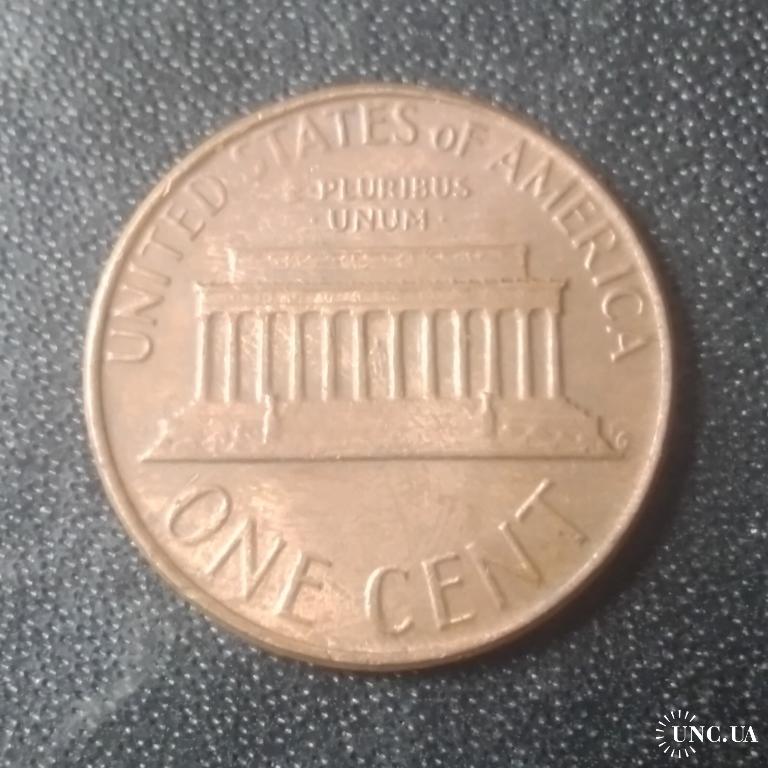 UNITED STATES of AMERICA
E PLURIBUS
· UNUM ·
ONE CENT
UNC.UA